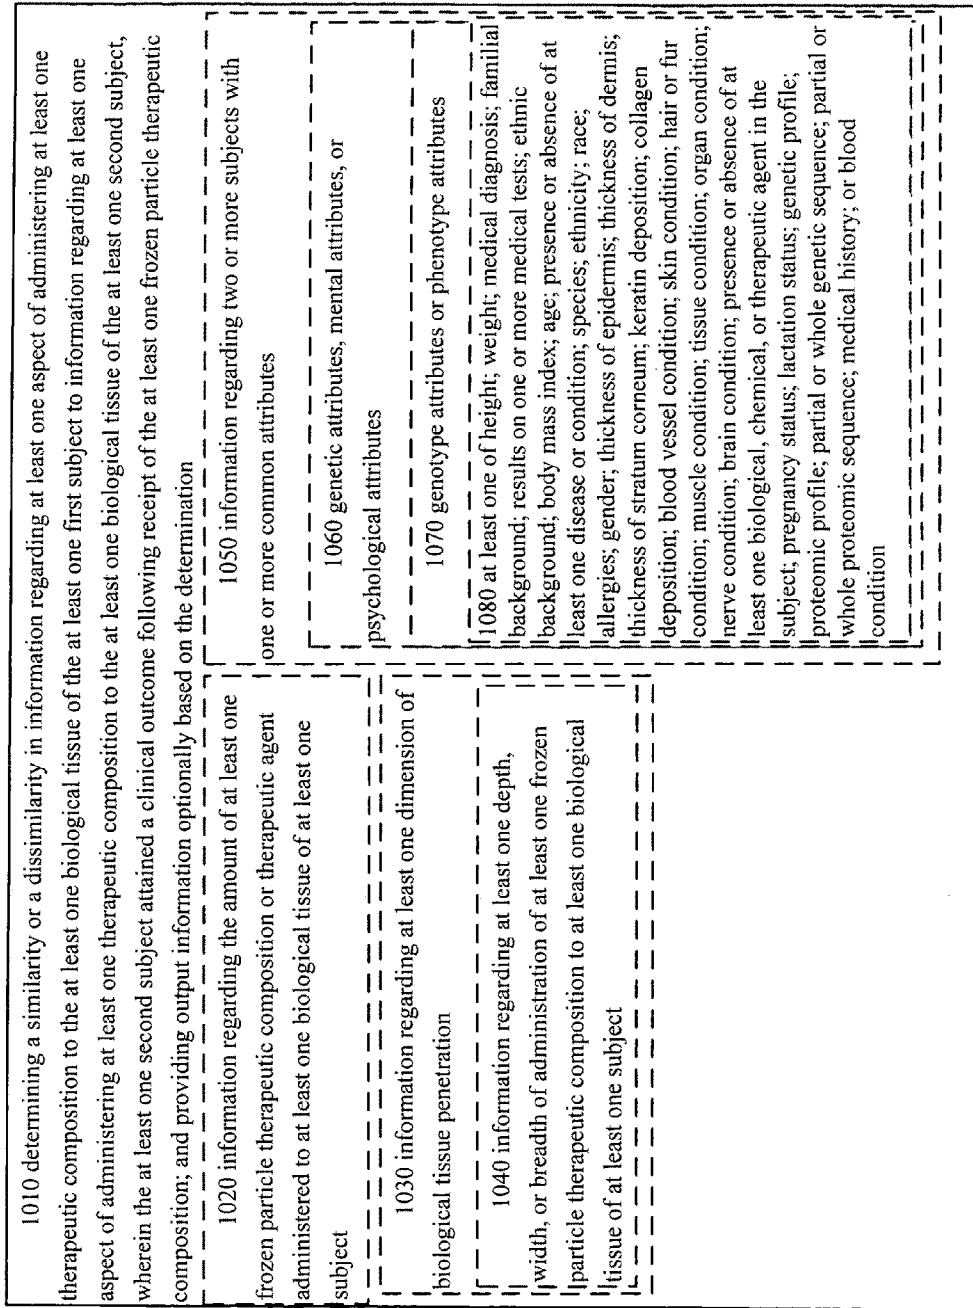 1010 determining a similarity or a dissimilarity in information regarding at least one aspect of administering at least one
therapeutic composition to the at least one biological tissue of the at least one first subject to information regarding at least one
aspect of administering at least one therapeutic composition to the at least one biological tissue of the at least one second subject,
wherein the at least one second subject attained a clinical outcome following receipt of the at least one frozen particle therapeutic
composition; and providing output information optionally based on the determination
1020 information regarding the amount of at least one
frozen particle therapeutic composition or therapeutic agent
administered to at least one biological tissue of at least one
subject
1030 information regarding at least one dimension of
biological tissue penetration
1040 information regarding at least one depth,
width, or breadth of administration of at least one frozen
particle therapeutic composition to at least one biological
tissue of at least one subject
1050 information regarding two or more subjects with
one or more common attributes
1060 genetic attributes, mental attributes, or
psychological attributes
1070 genotype attributes or phenotype attributes
1080 at least one of height; weight; medical diagnosis; familial
background; results on one or more medical tests; ethnic
background; body mass index; age; presence or absence of at
least one disease or condition; species; ethnicity; race;
allergies; gender; thickness of epidermis; thickness of dermis;
thickness of stratum corneum; keratin deposition; collagen
deposition; blood vessel condition; skin condition; hair or fur
condition; muscle condition; tissue condition; organ condition;
nerve condition; brain condition; presence or absence of at
least one biological, chemical, or therapeutic agent in the
subject; pregnancy status; lactation status; genetic profile;
proteomic profile; partial or whole genetic sequence; partial or
whole proteomic sequence; medical history; or blood
condition